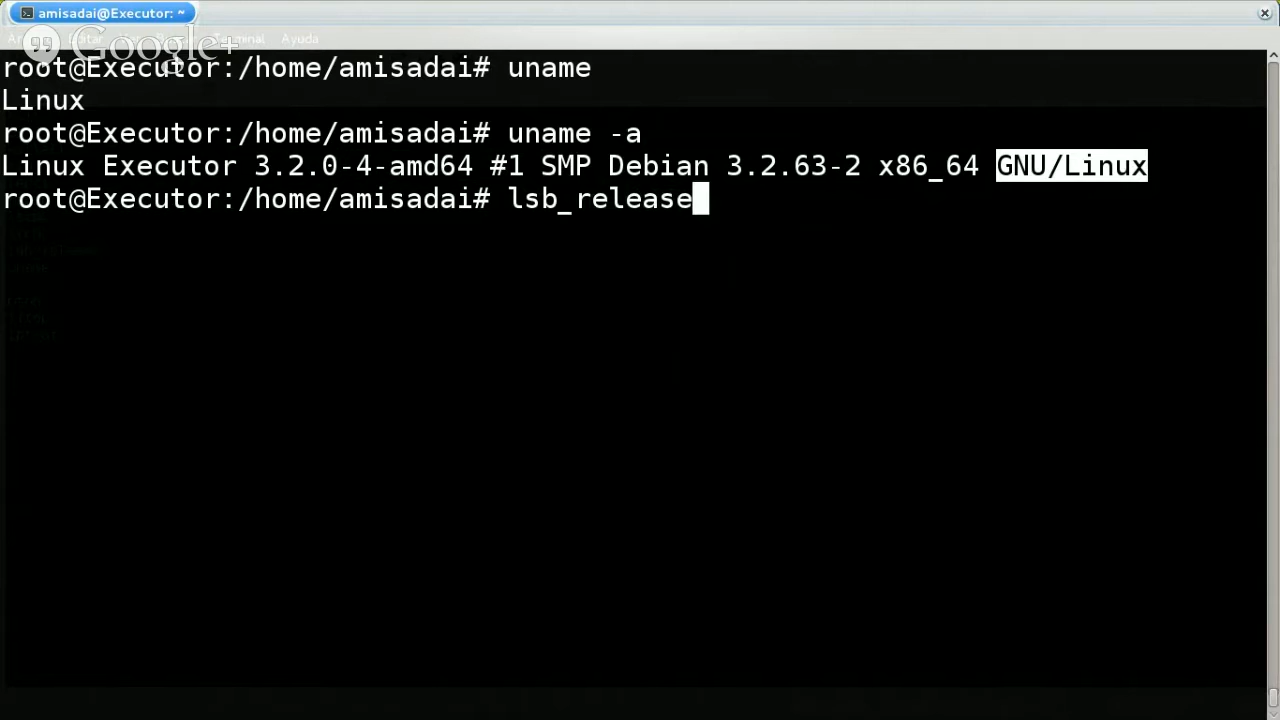 amisadai@Executor: ~
Terminal Ayuda
Google+
root@Executor:/home/amisadai# uname
Linux
root@Executor:/home/amisadai# uname -a
Linux Executor 3.2.0-4-amd64 #1 SMP Debian 3.2.63-2 x86_64 GNU/Linux
root@Executor:/home/amisadai# lsb_release